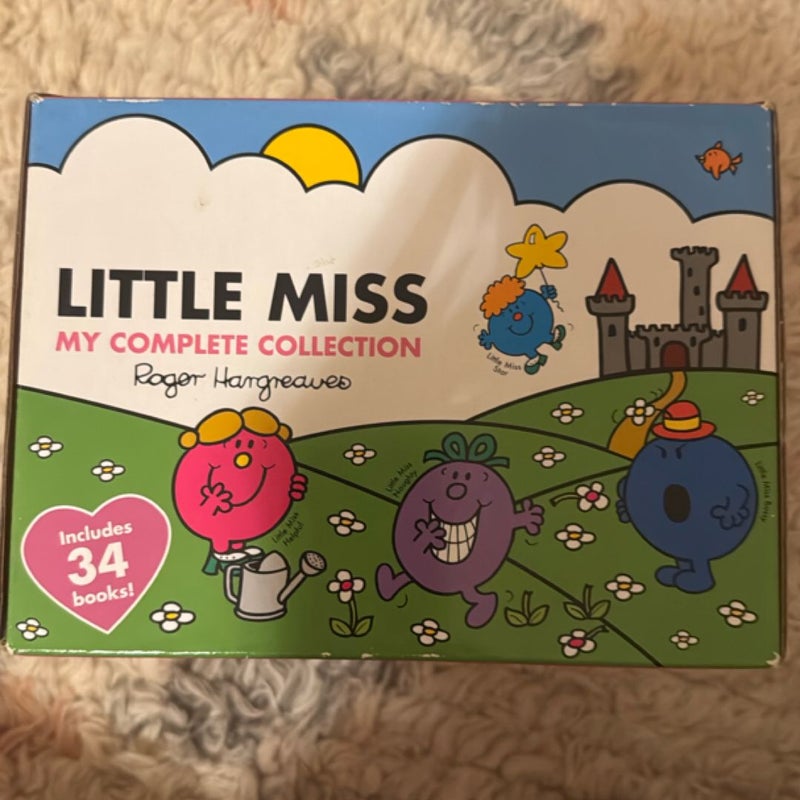 LITTLE MISS
MY COMPLETE COLLECTION
Roger Hargreaves
Little Miss
Star
Little Miss
Naughty
Little Miss
Helpful
Little Miss Bossy
Includes
34
books!